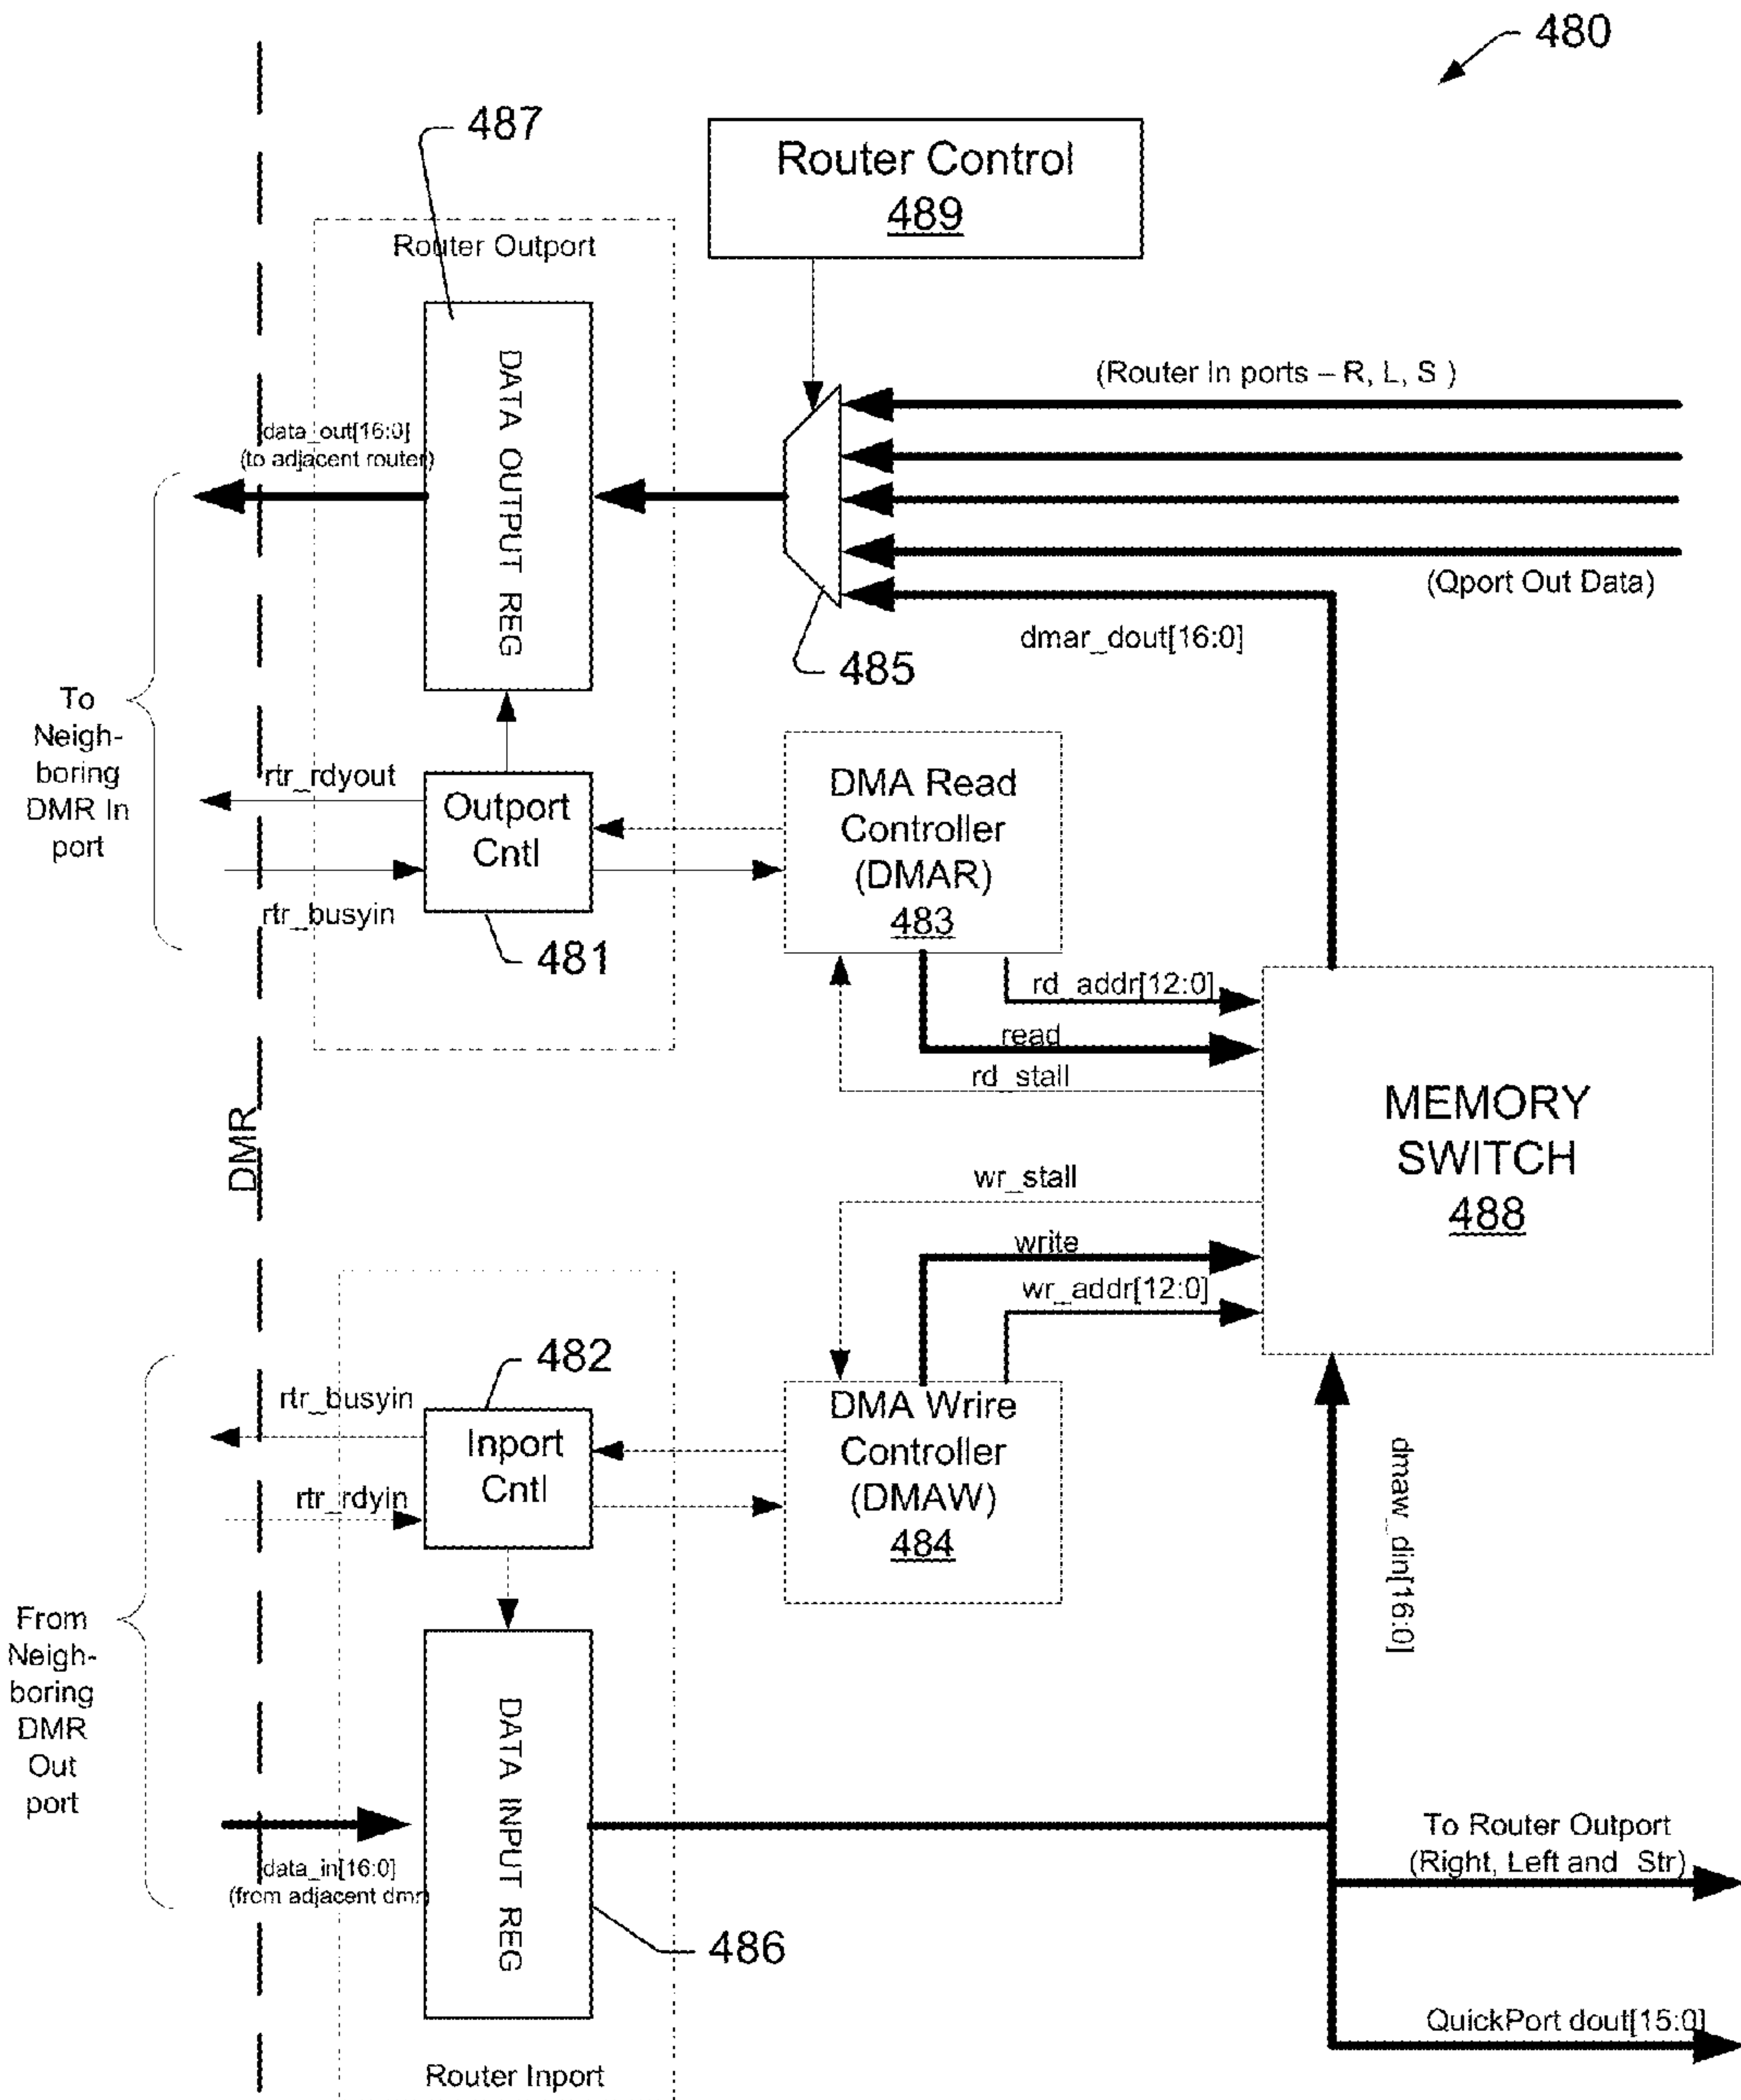 480
487
Router Control
489
Router Outport
DATA OUTPUT REG
(Router In ports – R, L, S )
data_out[16:0]
(to adjacent router)
(Qport Out Data)
dmar_dout[16:0]
485
To
Neigh-
boring
DMR In
port
rtr_rdyout
Outport
Cntl
rtr_busyin
481
DMA Read
Controller
(DMAR)
483
rd_addr[12:0]
read
rd_stall
MEMORY
SWITCH
488
DMR
wr_stall
write
wr_addr[12:0]
482
rtr_busyin
Inport
Cntl
rtr_rdyin
DMA Wrire
Controller
(DMAW)
484
dmaw_din[16:0]
From
Neigh-
boring
DMR
Out
port
DATA INPUT REG
data_in[16:0]
(from adjacent dmr)
486
To Router Outport
(Right, Left and Str)
QuickPort dout[15:0]
Router Inport